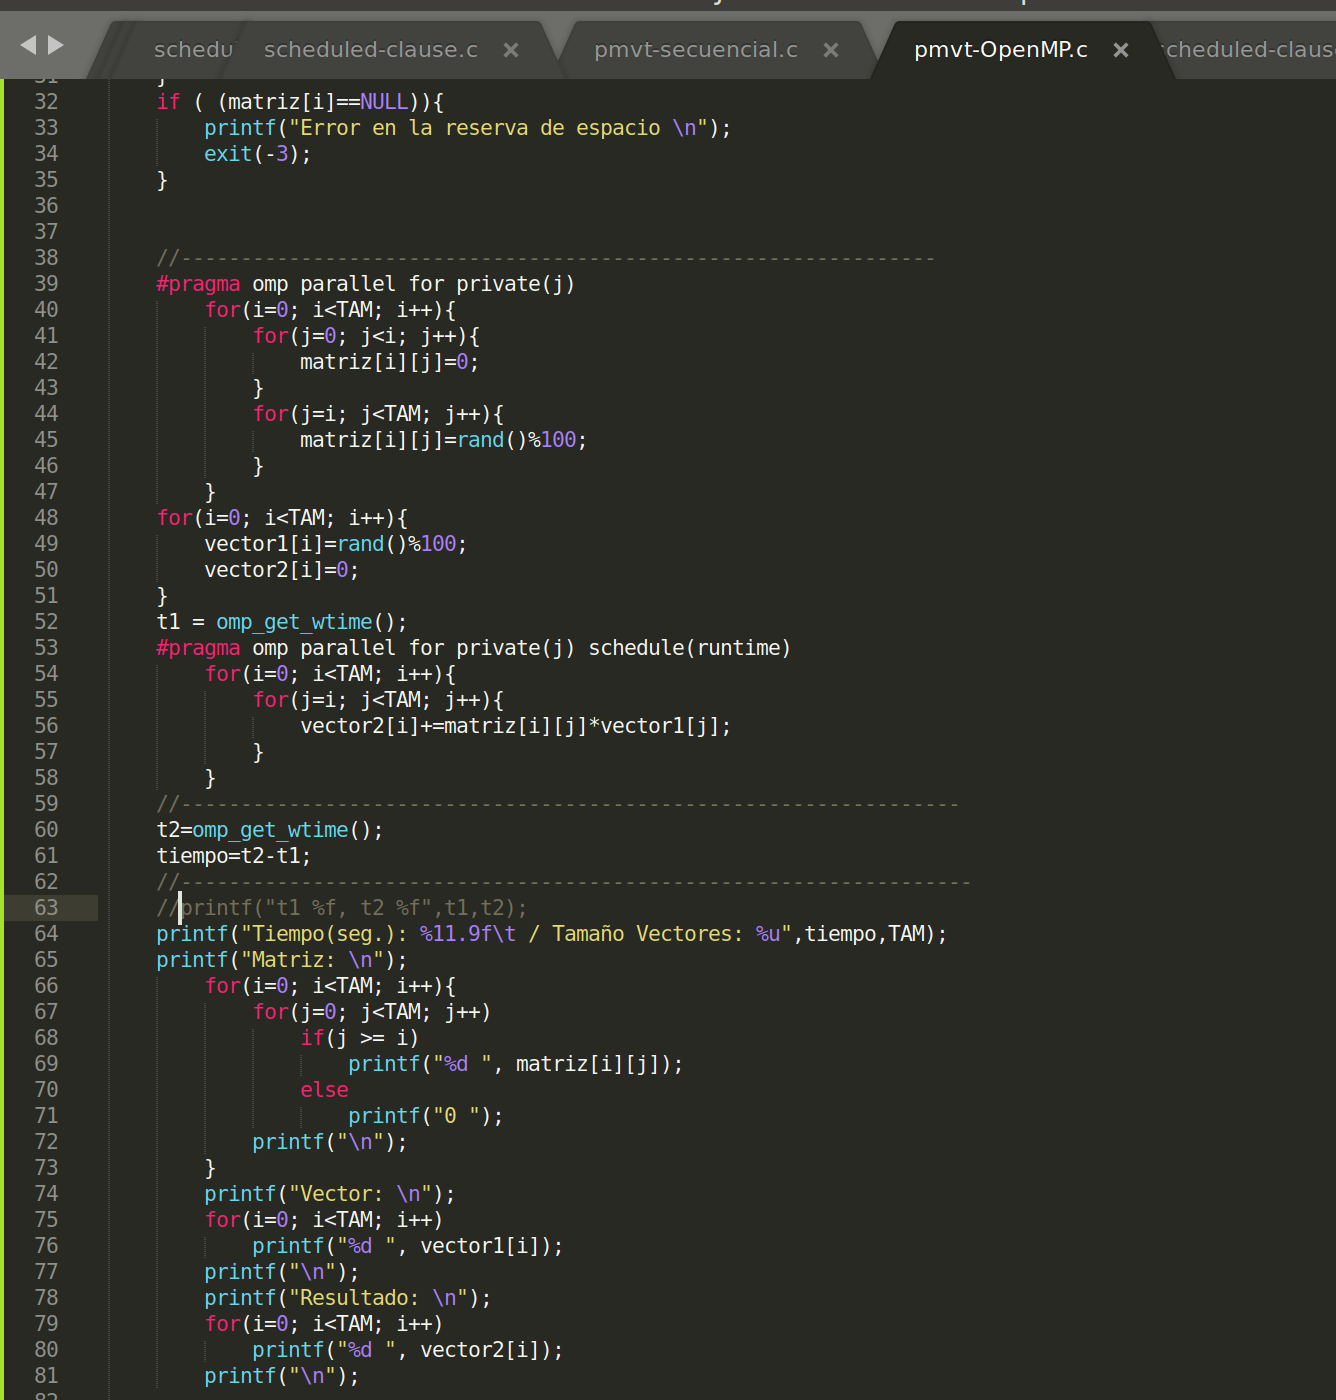 schedu scheduled-clause.c × pmvt-secuencial.c × pmvt-OpenMP.c × cheduled-claus
31 }
32 if ( (matriz[i]==NULL)){
33 printf("Error en la reserva de espacio \n");
34 exit(-3);
35 }
36
37
38 //---------------------------------------------------------------
39 #pragma omp parallel for private(j)
40 for(i=0; i<TAM; i++){
41 for(j=0; j<i; j++){
42 matriz[i][j]=0;
43 }
44 for(j=i; j<TAM; j++){
45 matriz[i][j]=rand()%100;
46 }
47 }
48 for(i=0; i<TAM; i++){
49 vector1[i]=rand()%100;
50 vector2[i]=0;
51 }
52 t1 = omp_get_wtime();
53 #pragma omp parallel for private(j) schedule(runtime)
54 for(i=0; i<TAM; i++){
55 for(j=i; j<TAM; j++){
56 vector2[i]+=matriz[i][j]*vector1[j];
57 }
58 }
59 //-----------------------------------------------------------------
60 t2=omp_get_wtime();
61 tiempo=t2-t1;
62 //------------------------------------------------------------------
63 //printf("t1 %f, t2 %f",t1,t2);
64 printf("Tiempo(seg.): %11.9f\t / Tamaño Vectores: %u",tiempo,TAM);
65 printf("Matriz: \n");
66 for(i=0; i<TAM; i++){
67 for(j=0; j<TAM; j++)
68 if(j >= i)
69 printf("%d ", matriz[i][j]);
70 else
71 printf("0 ");
72 printf("\n");
73 }
74 printf("Vector: \n");
75 for(i=0; i<TAM; i++)
76 printf("%d ", vector1[i]);
77 printf("\n");
78 printf("Resultado: \n");
79 for(i=0; i<TAM; i++)
80 printf("%d ", vector2[i]);
81 printf("\n");
82